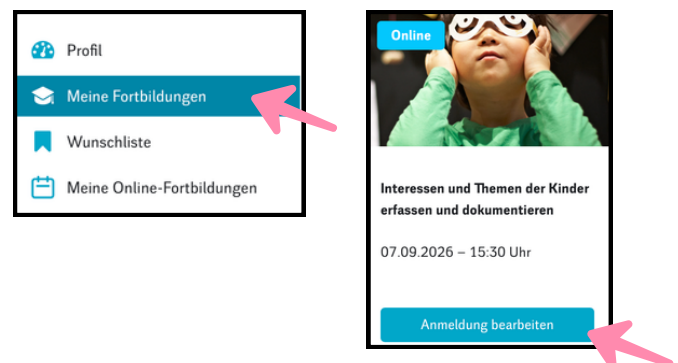 Profil
Meine Fortbildungen
Wunschliste
Meine Online-Fortbildungen
Online
Interessen und Themen der Kinder
erfassen und dokumentieren
07.09.2026 – 15:30 Uhr
Anmeldung bearbeiten